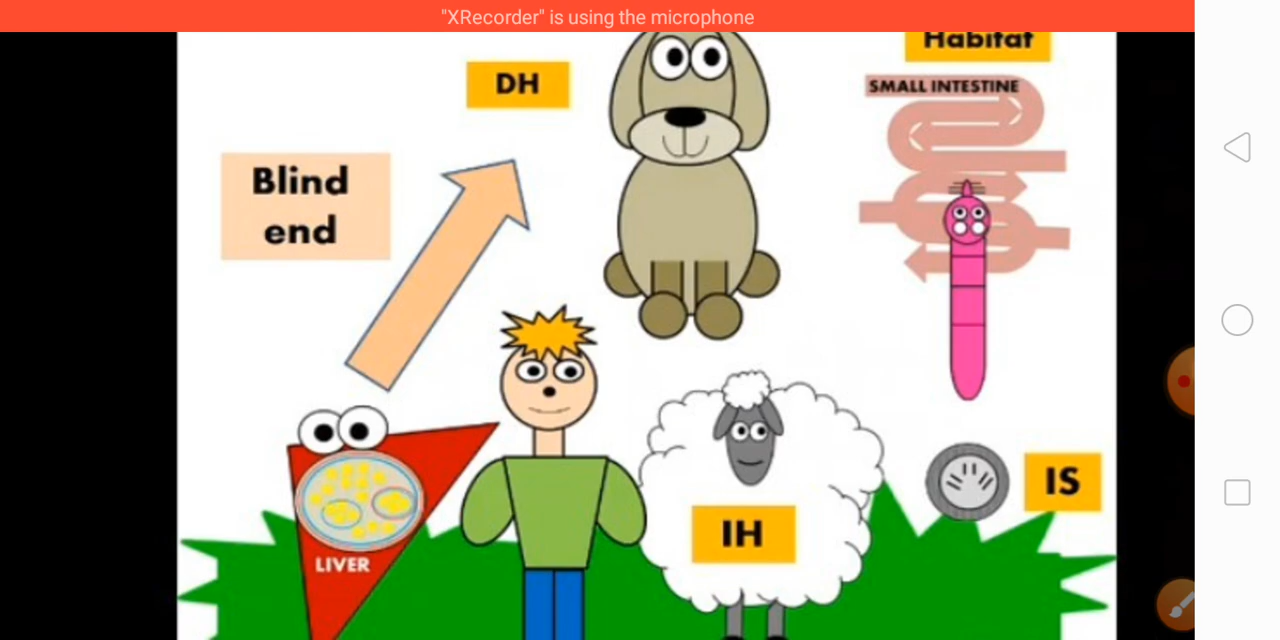 "XRecorder" is using the microphone
Habitat
DH
SMALL INTESTINE
Blind
end
IS
IH
LIVER